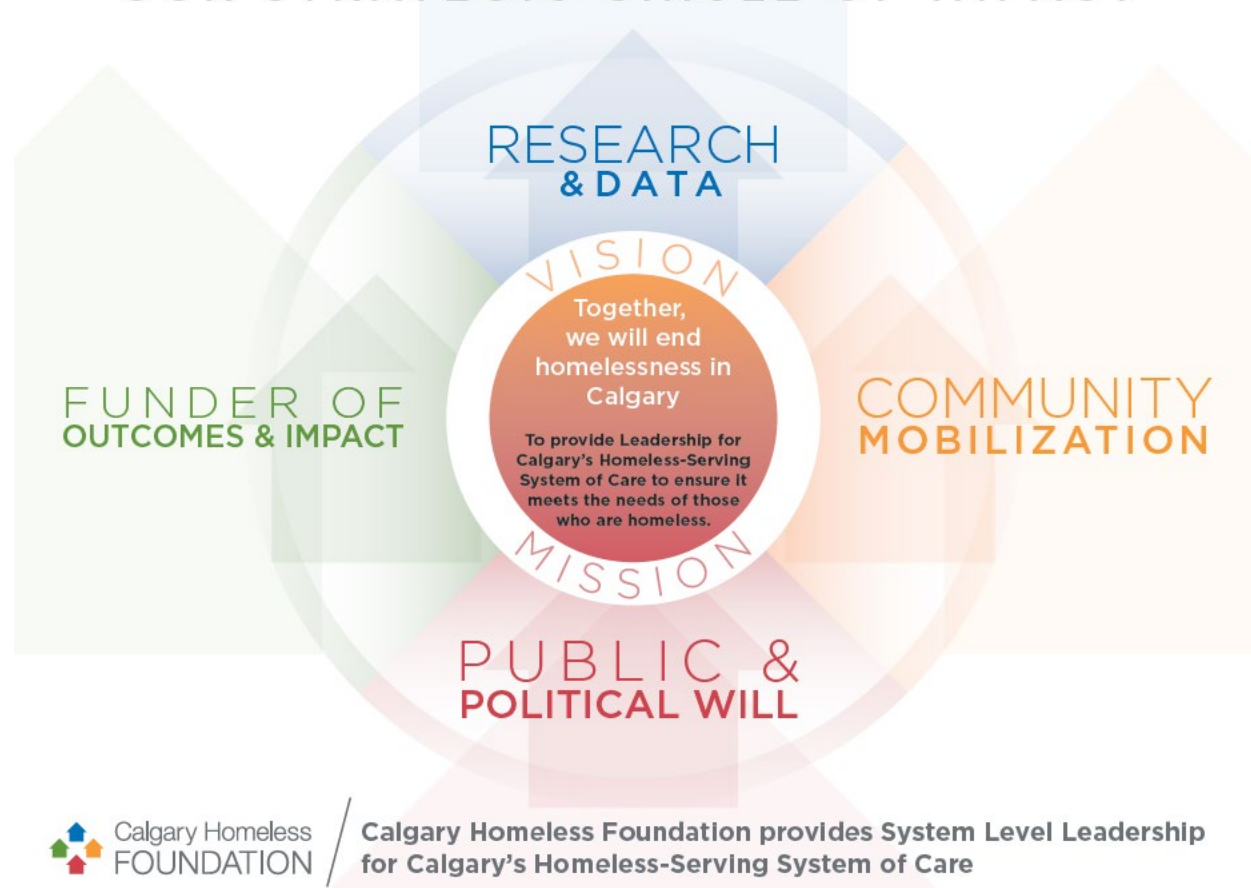 RESEARCH
& DATA
VISION
Together,
we will end
homelessness in
Calgary
FUNDER OF
OUTCOMES & IMPACT
COMMUNITY
MOBILIZATION
To provide Leadership for
Calgary's Homeless-Serving
System of Care to ensure it
meets the needs of those
who are homeless.
MISSION
PUBLIC &
POLITICAL WILL
Calgary Homeless
FOUNDATION
Calgary Homeless Foundation provides System Level Leadership
for Calgary's Homeless-Serving System of Care